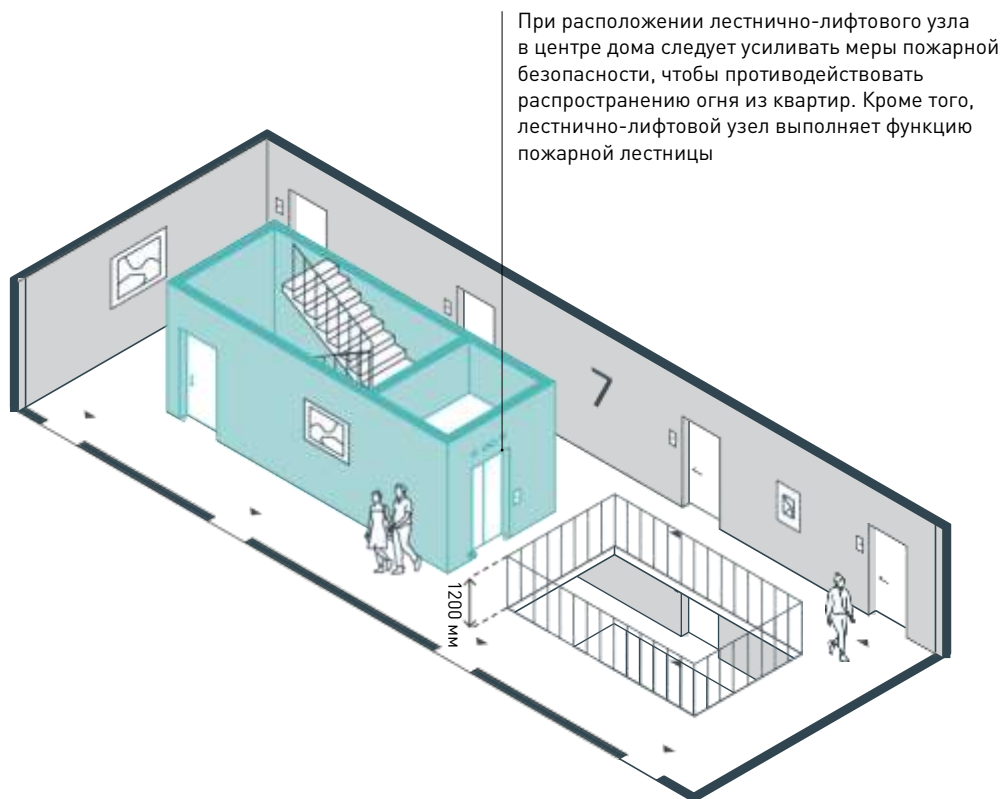 При расположении лестнично-лифтового узла
в центре дома следует усиливать меры пожарной
безопасности, чтобы противодействовать
распространению огня из квартир. Кроме того,
лестнично-лифтовой узел выполняет функцию
пожарной лестницы
7
1200 мм